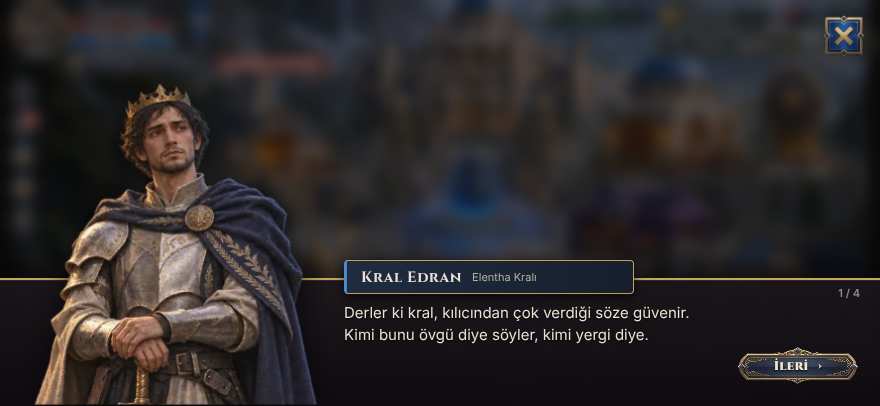 KRAL EDRAN Elentha Kralı
1 / 4
Derler ki kral, kılıcından çok verdiği söze güvenir.
Kimi bunu övgü diye söyler, kimi yergi diye.
İLERİ ›